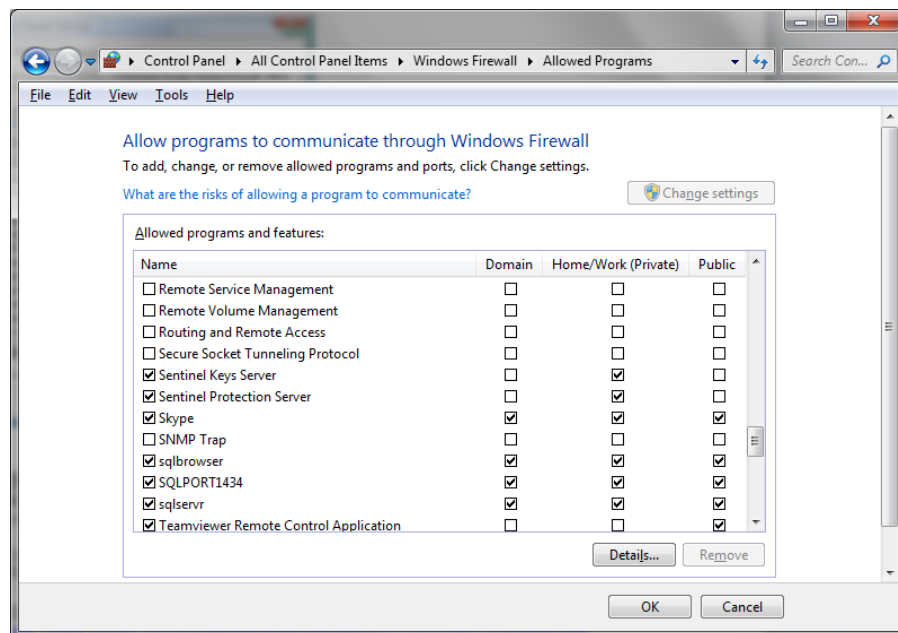 Control Panel ▸ All Control Panel Items ▸ Windows Firewall ▸ Allowed Programs
Search Con...
File Edit View Tools Help
Allow programs to communicate through Windows Firewall
To add, change, or remove allowed programs and ports, click Change settings.
What are the risks of allowing a program to communicate?
Change settings
Allowed programs and features:
Name Domain Home/Work (Private) Public
Remote Service Management
Remote Volume Management
Routing and Remote Access
Secure Socket Tunneling Protocol
Sentinel Keys Server
Sentinel Protection Server
Skype
SNMP Trap
sqlbrowser
SQLPORT1434
sqlservr
Teamviewer Remote Control Application
Details... Remove
OK Cancel